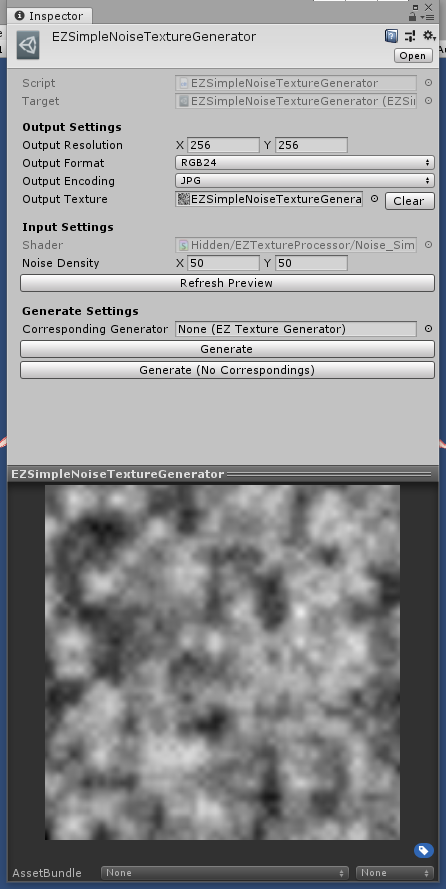 Inspector
EZSimpleNoiseTextureGenerator
Open
Script EZSimpleNoiseTextureGenerator
Target EZSimpleNoiseTextureGenerator (EZSi
Output Settings
Output Resolution X 256 Y 256
Output Format RGB24
Output Encoding JPG
Output Texture EZSimpleNoiseTextureGenera Clear
Input Settings
Shader Hidden/EZTextureProcessor/Noise_Sim
Noise Density X 50 Y 50
Refresh Preview
Generate Settings
Corresponding Generator None (EZ Texture Generator)
Generate
Generate (No Correspondings)
EZSimpleNoiseTextureGenerator
AssetBundle None None